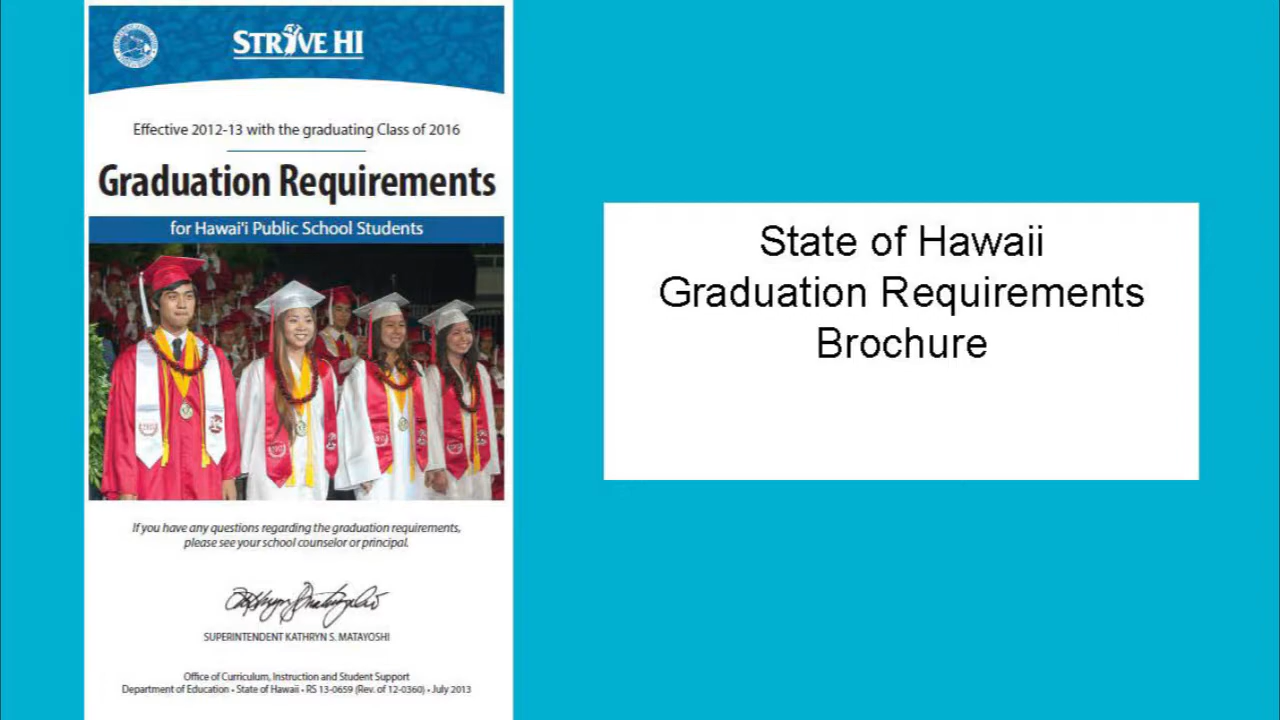 STRIVE HI
Effective 2012-13 with the graduating Class of 2016
Graduation Requirements
for Hawai'i Public School Students
If you have any questions regarding the graduation requirements,
please see your school counselor or principal.
SUPERINTENDENT KATHRYN S. MATAYOSHI
Office of Curriculum, Instruction and Student Support
Department of Education • State of Hawaii • RS 13-0659 (Rev. of 12-0360) • July 2013
State of Hawaii
Graduation Requirements
Brochure